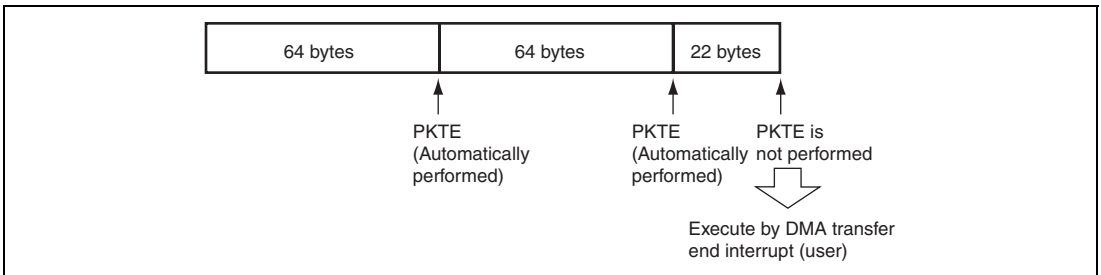 64 bytes
64 bytes
22 bytes
PKTE
(Automatically
performed)
PKTE
(Automatically
performed)
PKTE is
not performed
Execute by DMA transfer
end interrupt (user)